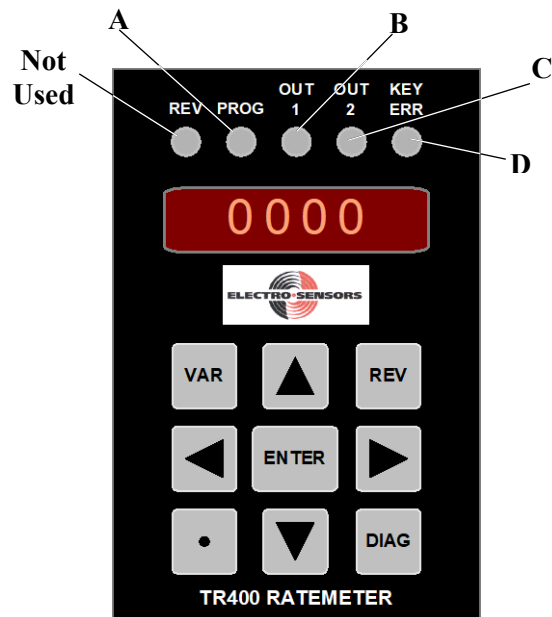 A
B
Not
Used
C
OUT OUT KEY
REV PROG 1 2 ERR
D
0000
ELECTRO•SENSORS
VAR
REV
ENTER
DIAG
TR400 RATEMETER